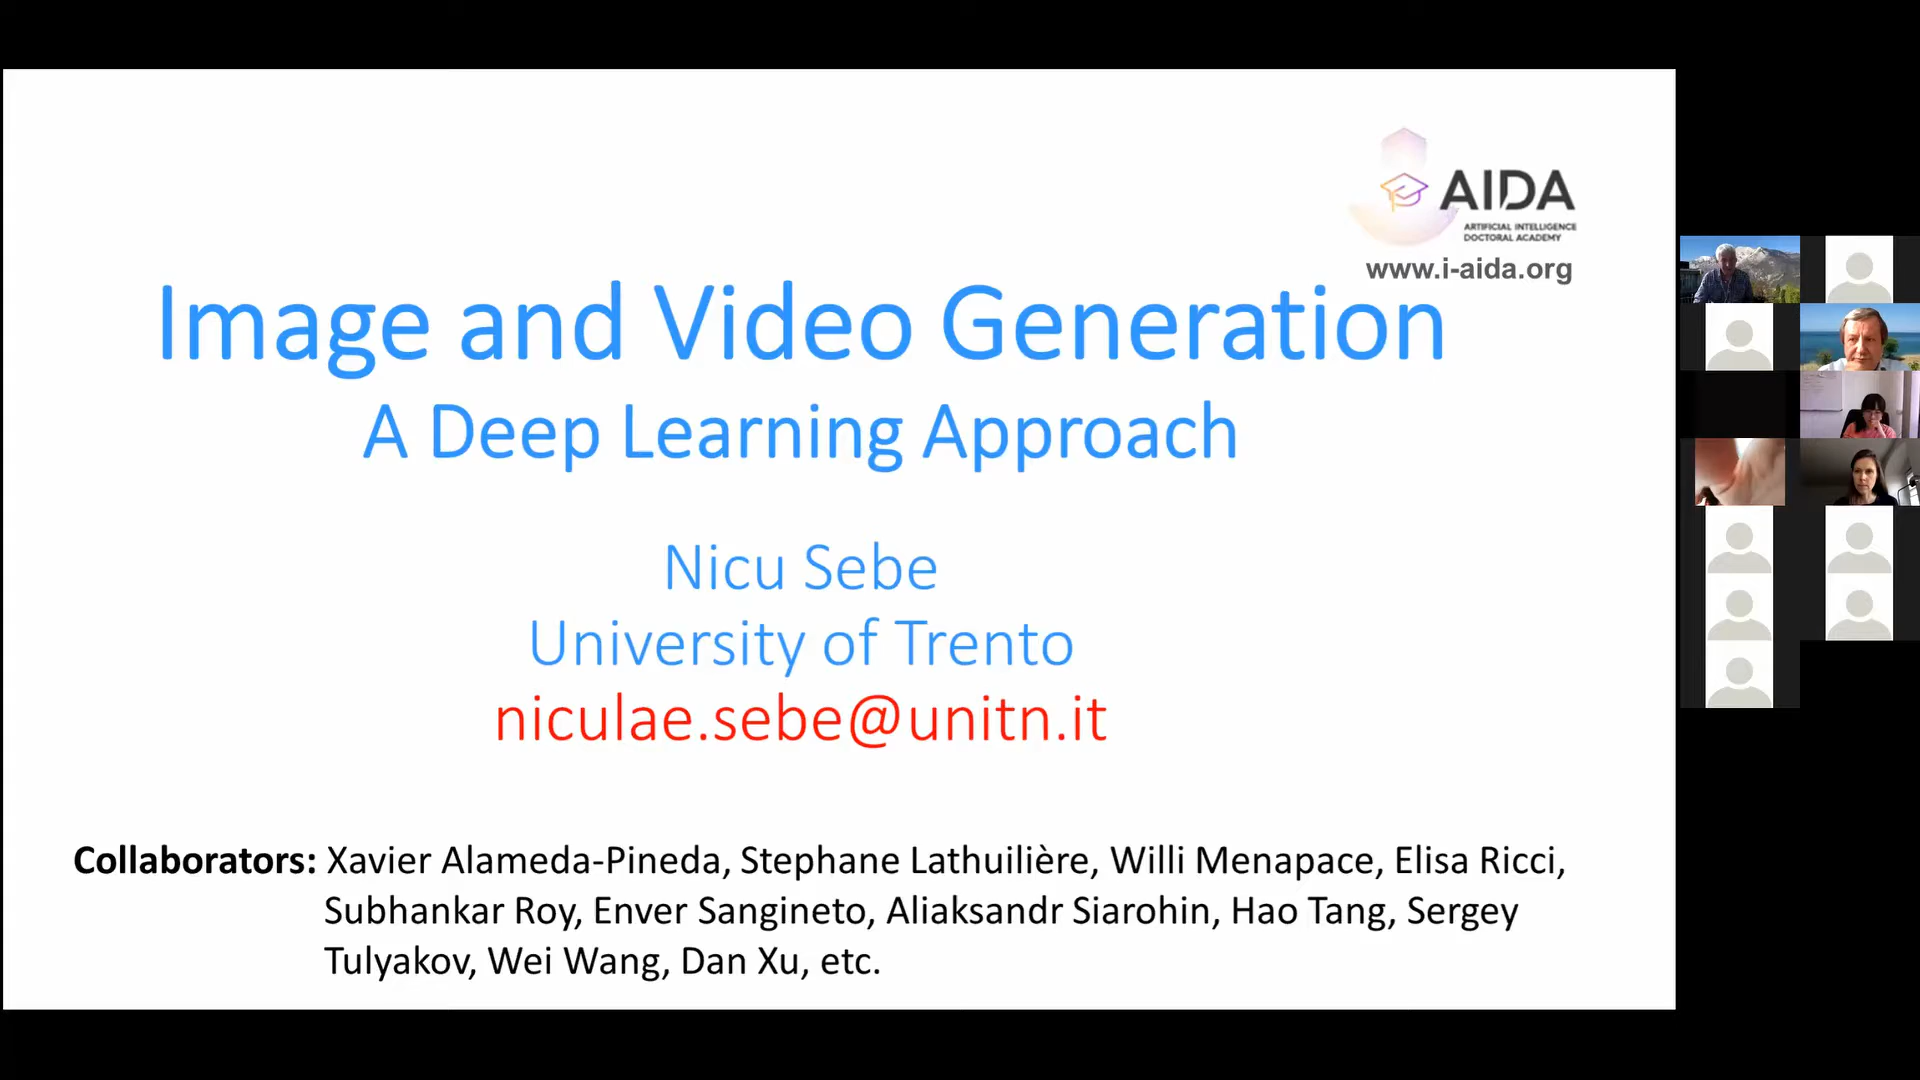 AIDA
ARTIFICIAL INTELLIGENCE
DOCTORAL ACADEMY
www.i-aida.org
Image and Video Generation
A Deep Learning Approach
Nicu Sebe
University of Trento
niculae.sebe@unitn.it
Collaborators: Xavier Alameda-Pineda, Stephane Lathuilière, Willi Menapace, Elisa Ricci,
Subhankar Roy, Enver Sangineto, Aliaksandr Siarohin, Hao Tang, Sergey
Tulyakov, Wei Wang, Dan Xu, etc.